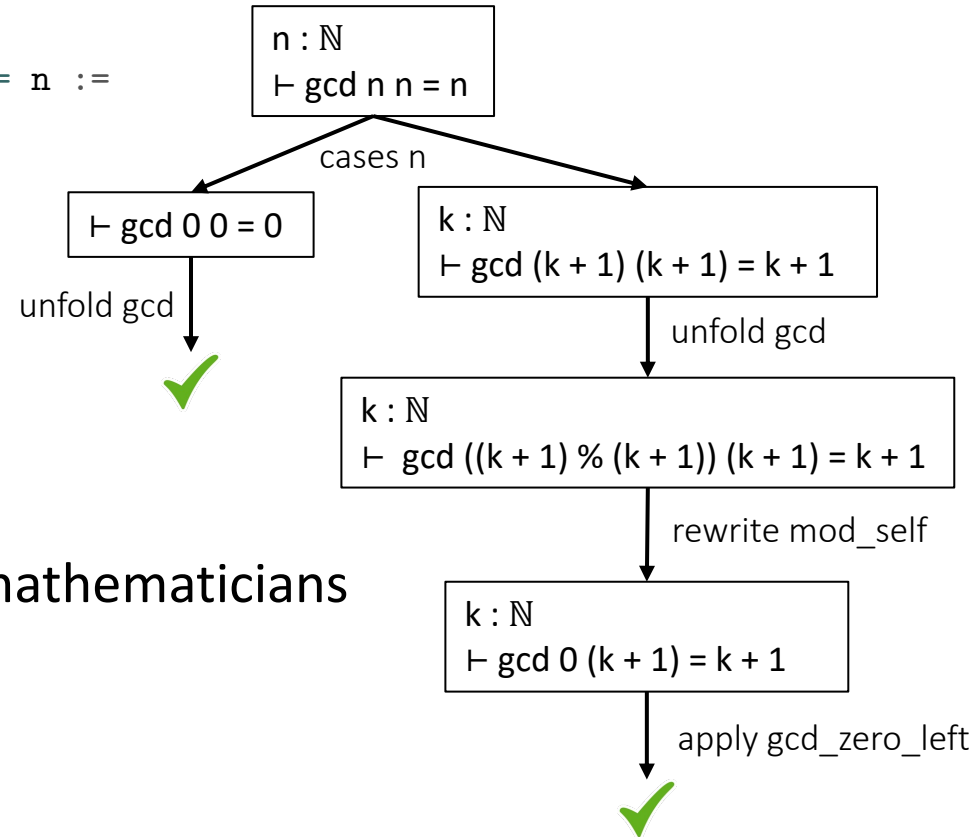 = n :=
n : ℕ
⊢ gcd n n = n
cases n
⊢ gcd 0 0 = 0
k : ℕ
⊢ gcd (k + 1) (k + 1) = k + 1
unfold gcd
unfold gcd
k : ℕ
⊢ gcd ((k + 1) % (k + 1)) (k + 1) = k + 1
rewrite mod_self
mathematicians
k : ℕ
⊢ gcd 0 (k + 1) = k + 1
apply gcd_zero_left